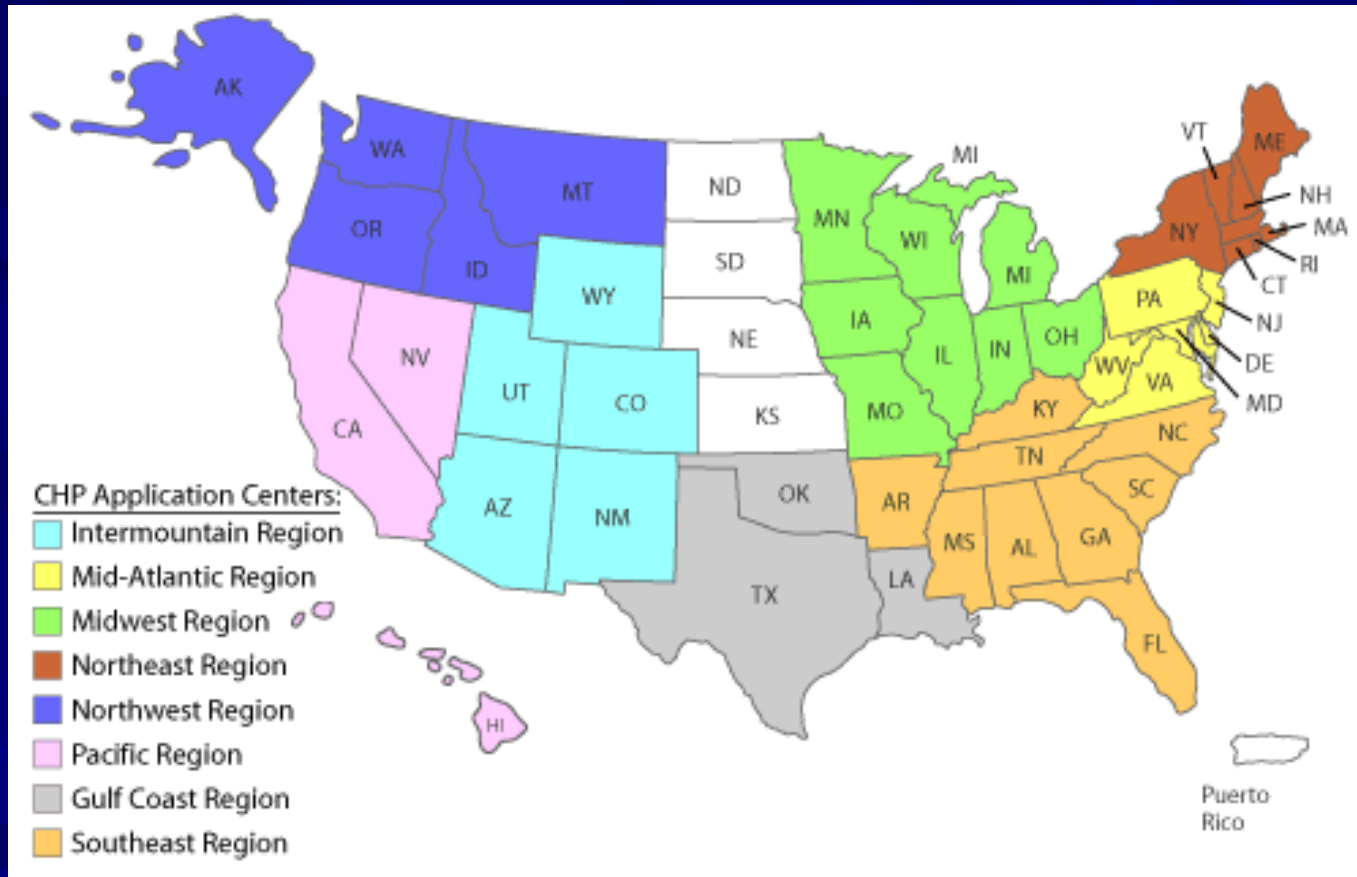 AK
WA
MT
ND
MN
MI
VT
ME
OR
ID
SD
WI
MI
NY
NH
MA
RI
CT
WY
NE
IA
PA
NJ
NV
UT
CO
KS
IL
IN
OH
WV
VA
DE
MD
CA
MO
KY
NC
AZ
NM
OK
AR
TN
SC
TX
LA
MS
AL
GA
FL
HI
CHP Application Centers:
Intermountain Region
Mid-Atlantic Region
Midwest Region
Northeast Region
Northwest Region
Pacific Region
Gulf Coast Region
Southeast Region
Puerto
Rico